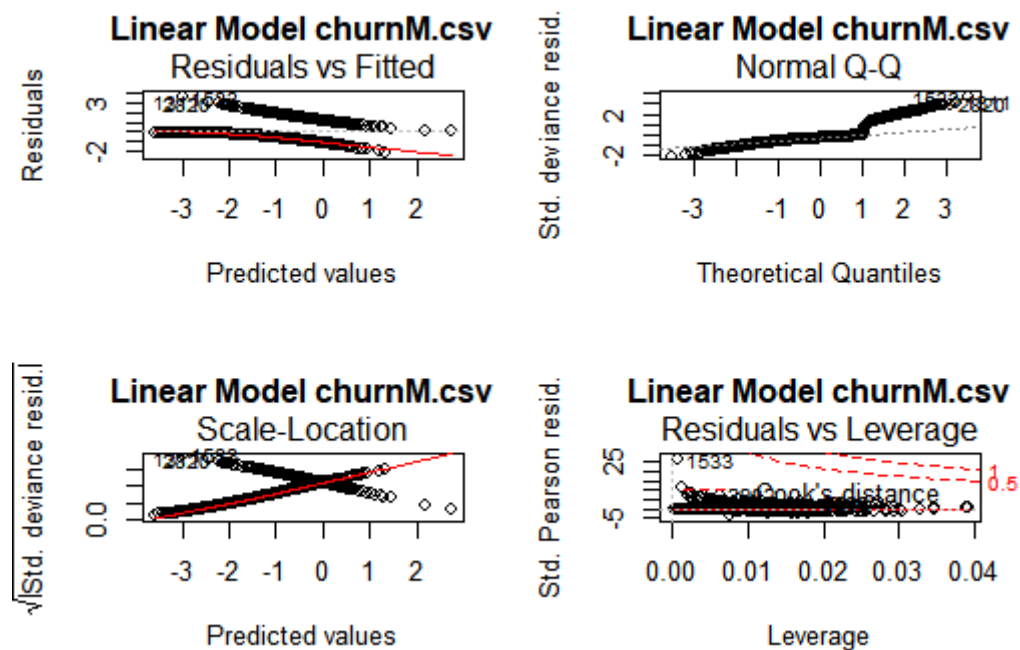 Linear Model churnM.csv
Residuals vs Fitted
Residuals
3
-2
1533
-3 -2 -1 0 1 2
Predicted values
Linear Model churnM.csv
Normal Q-Q
Std. deviance resid.
2
-2
-3 -1 0 1 2 3
Theoretical Quantiles
Linear Model churnM.csv
Scale-Location
√|Std. deviance resid.|
0.0
1533
-3 -2 -1 0 1 2
Predicted values
Linear Model churnM.csv
Residuals vs Leverage
Std. Pearson resid.
25
-5
1533
1
0.5
Cook's distance
0.00 0.01 0.02 0.03 0.04
Leverage